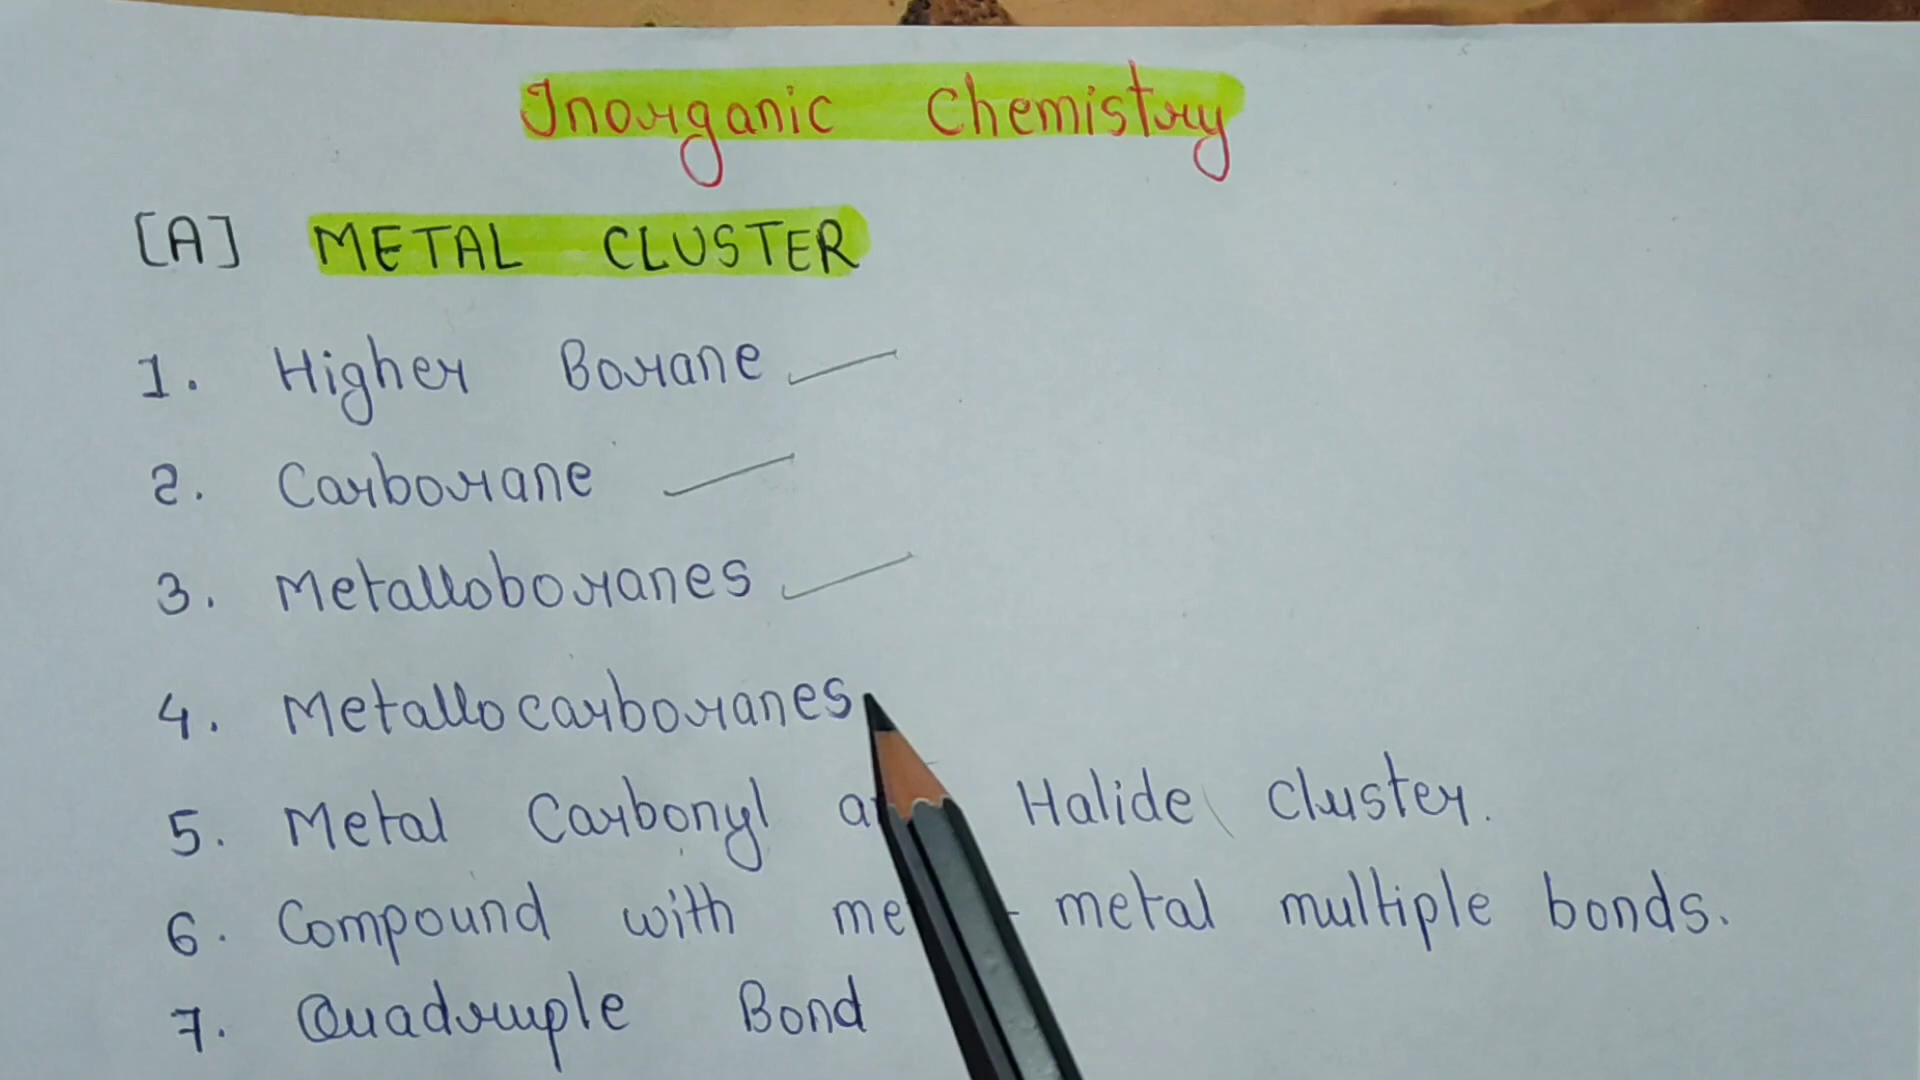 Inorganic Chemistry
[A] METAL CLUSTER
1. Higher Borane
2. Carborane
3. Metalloboranes
4. Metallocarboranes
5. Metal Carbonyl Halide Cluster.
6. Compound with - metal multiple bonds.
7. Quadruple Bond